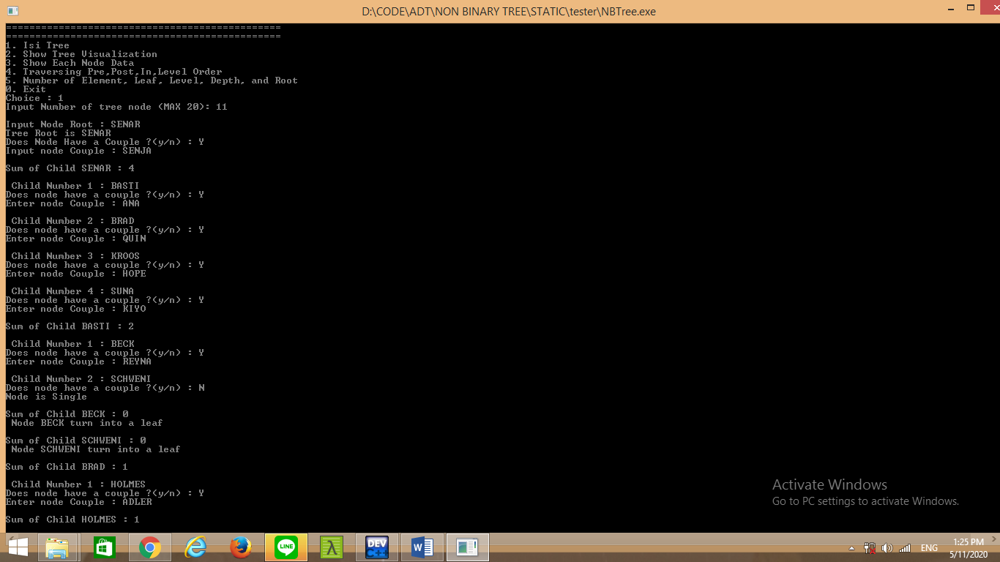 D:\CODE\ADT\NON BINARY TREE\STATIC\tester\NBTree.exe
===============================================
===============================================
1. Isi Tree
2. Show Tree Visualization
3. Show Each Node Data
4. Traversing Pre,Post,In,Level Order
5. Number of Element, Leaf, Level, Depth, and Root
0. Exit
Choice : 1
Input Number of tree node (MAX 20): 11
Input Node Root : SENAR
Tree Root is SENAR
Does Node Have a Couple ?(y/n) : Y
Input node Couple : SENJA
Sum of Child SENAR : 4
Child Number 1 : BASTI
Does node have a couple ?(y/n) : Y
Enter node Couple : ANA
Child Number 2 : BRAD
Does node have a couple ?(y/n) : Y
Enter node Couple : QUIN
Child Number 3 : KROOS
Does node have a couple ?(y/n) : Y
Enter node Couple : HOPE
Child Number 4 : SUNA
Does node have a couple ?(y/n) : Y
Enter node Couple : KIYO
Sum of Child BASTI : 2
Child Number 1 : BECK
Does node have a couple ?(y/n) : Y
Enter node Couple : REYNA
Child Number 2 : SCHWENI
Does node have a couple ?(y/n) : N
Node is Single
Sum of Child BECK : 0
Node BECK turn into a leaf
Sum of Child SCHWENI : 0
Node SCHWENI turn into a leaf
Sum of Child BRAD : 1
Child Number 1 : HOLMES
Does node have a couple ?(y/n) : Y
Enter node Couple : ADLER
Sum of Child HOLMES : 1
Activate Windows
Go to PC settings to activate Windows.
LINE
DEV
C++
W
ENG
1:25 PM
5/11/2020